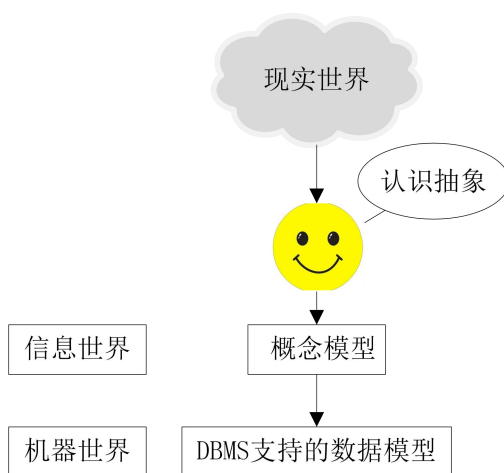 现实世界
认识抽象
信息世界
概念模型
机器世界
DBMS支持的数据模型